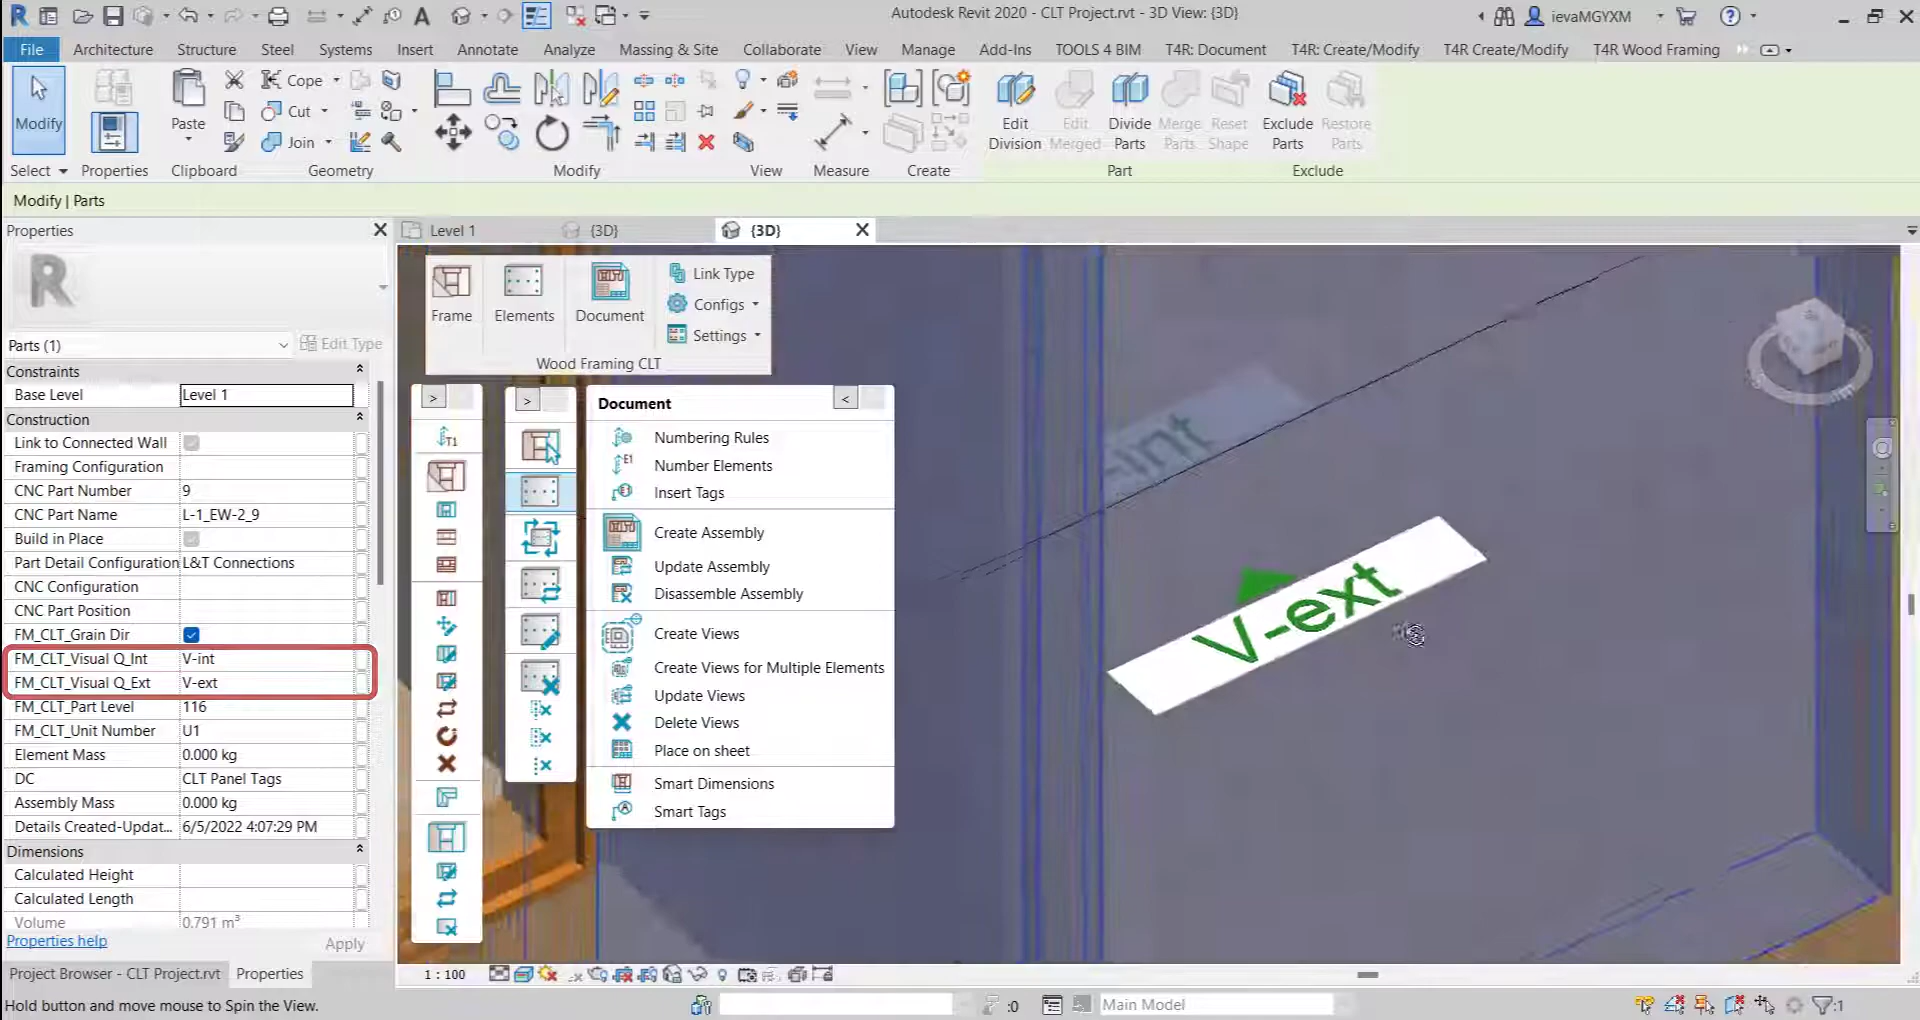 Autodesk Revit 2020 - CLT Project.rvt - 3D View: {3D}
ievaMGYXM
File Architecture Structure Steel Systems Insert Annotate Analyze Massing & Site Collaborate View Manage Add-Ins TOOLS 4 BIM T4R: Document T4R: Create/Modify T4R Create/Modify T4R Wood Framing
Modify
Paste
Cope
Cut
Join
Edit Division
Edit Merged
Divide Parts
Merge Parts
Reset Shape
Exclude Parts
Restore Parts
Select Properties Clipboard Geometry Modify View Measure Create Part Exclude
Modify | Parts
Properties
Level 1 {3D} {3D}
R
Parts (1) Edit Type
Constraints
Base Level Level 1
Construction
Link to Connected Wall
Framing Configuration
CNC Part Number 9
CNC Part Name L-1_EW-2_9
Build in Place
Part Detail Configuration L&T Connections
CNC Configuration
CNC Part Position
FM_CLT_Grain Dir
FM_CLT_Visual Q_Int V-int
FM_CLT_Visual Q_Ext V-ext
FM_CLT_Part Level 116
FM_CLT_Unit Number U1
Element Mass 0.000 kg
DC CLT Panel Tags
Assembly Mass 0.000 kg
Details Created-Updat... 6/5/2022 4:07:29 PM
Dimensions
Calculated Height
Calculated Length
Volume 0.791 m³
Properties help Apply
Project Browser - CLT Project.rvt Properties
Hold button and move mouse to Spin the View.
Frame Elements Document
Link Type
Configs
Settings
Wood Framing CLT
Document
Numbering Rules
Number Elements
Insert Tags
Create Assembly
Update Assembly
Disassemble Assembly
Create Views
Create Views for Multiple Elements
Update Views
Delete Views
Place on sheet
Smart Dimensions
Smart Tags
-int
V-ext
1 : 100
:0
Main Model
:1